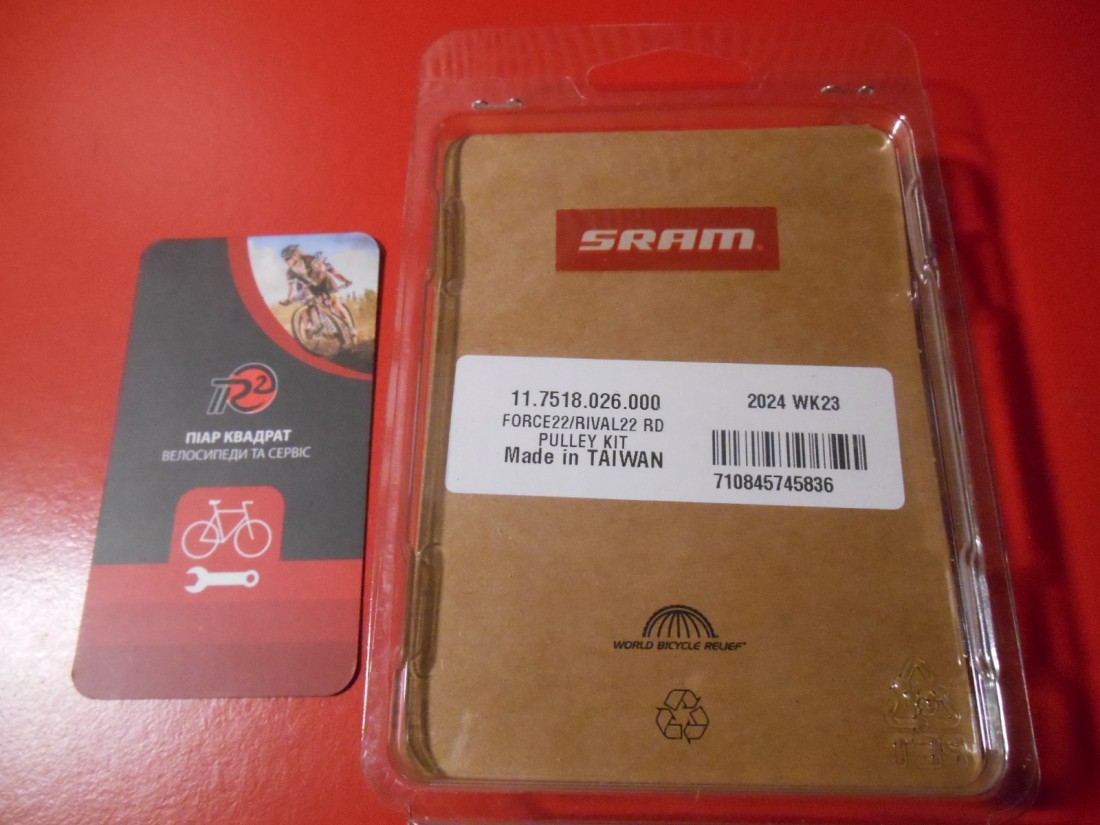 R2
ПІАР КВАДРАТ
ВЕЛОСИПЕДИ ТА СЕРВІС
SRAM
11.7518.026.000
FORCE22/RIVAL22 RD
PULLEY KIT
Made in TAIWAN
2024 WK23
710845745836
WORLD BICYCLE RELIEF